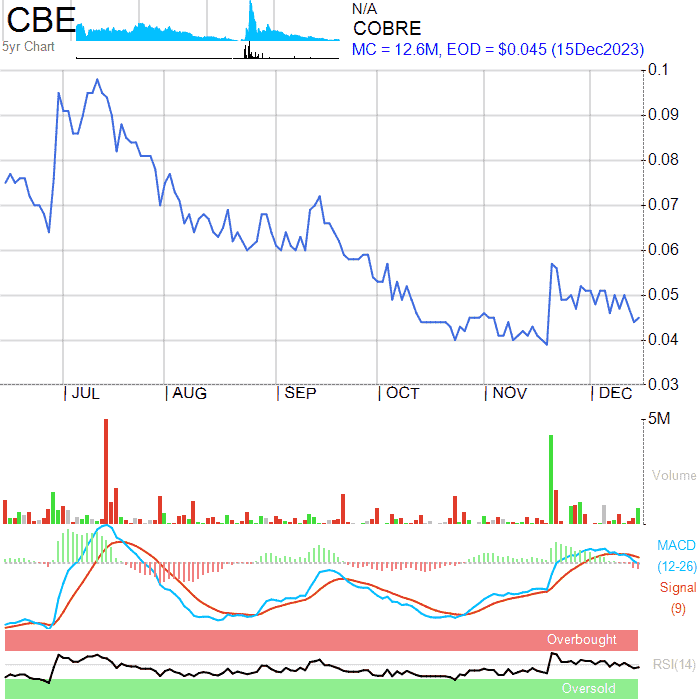 CBE
5yr Chart
N/A
COBRE
MC = 12.6M, EOD = $0.045 (15Dec2023)
0.1
0.09
0.08
0.07
0.06
0.05
0.04
0.03
JUL AUG SEP OCT NOV DEC
5M
Volume
MACD
(12-26)
Signal
(9)
Overbought
RSI(14)
Oversold